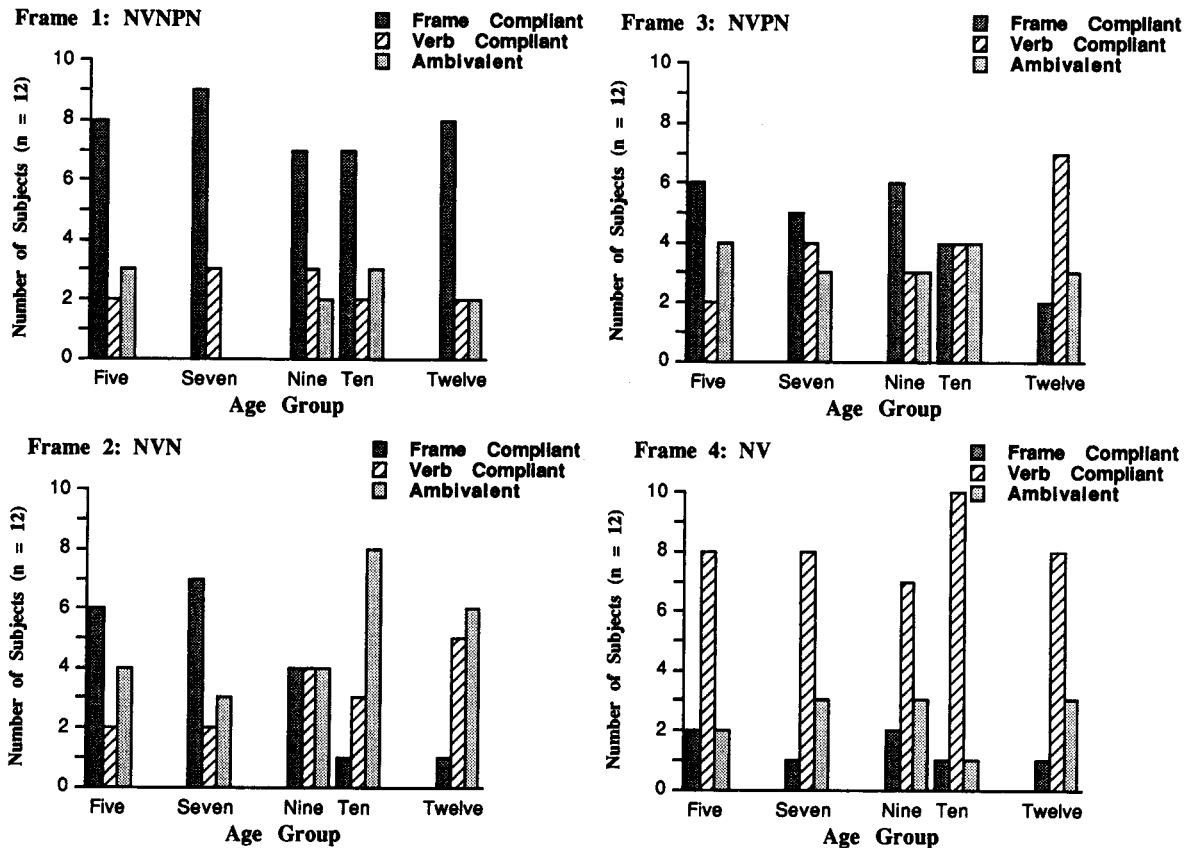 Frame 1: NVNPN
Frame Compliant
Verb Compliant
Ambivalent
Number of Subjects (n = 12)
10
8
6
4
2
0
Five Seven Nine Ten Twelve
Age Group
Frame 3: NVPN
Frame Compliant
Verb Compliant
Ambivalent
Number of Subjects (n = 12)
10
8
6
4
2
0
Five Seven Nine Ten Twelve
Age Group
Frame 2: NVN
Frame Compliant
Verb Compliant
Ambivalent
Number of Subjects (n = 12)
10
8
6
4
2
0
Five Seven Nine Ten Twelve
Age Group
Frame 4: NV
Frame Compliant
Verb Compliant
Ambivalent
Number of Subjects (n = 12)
10
8
6
4
2
0
Five Seven Nine Ten Twelve
Age Group